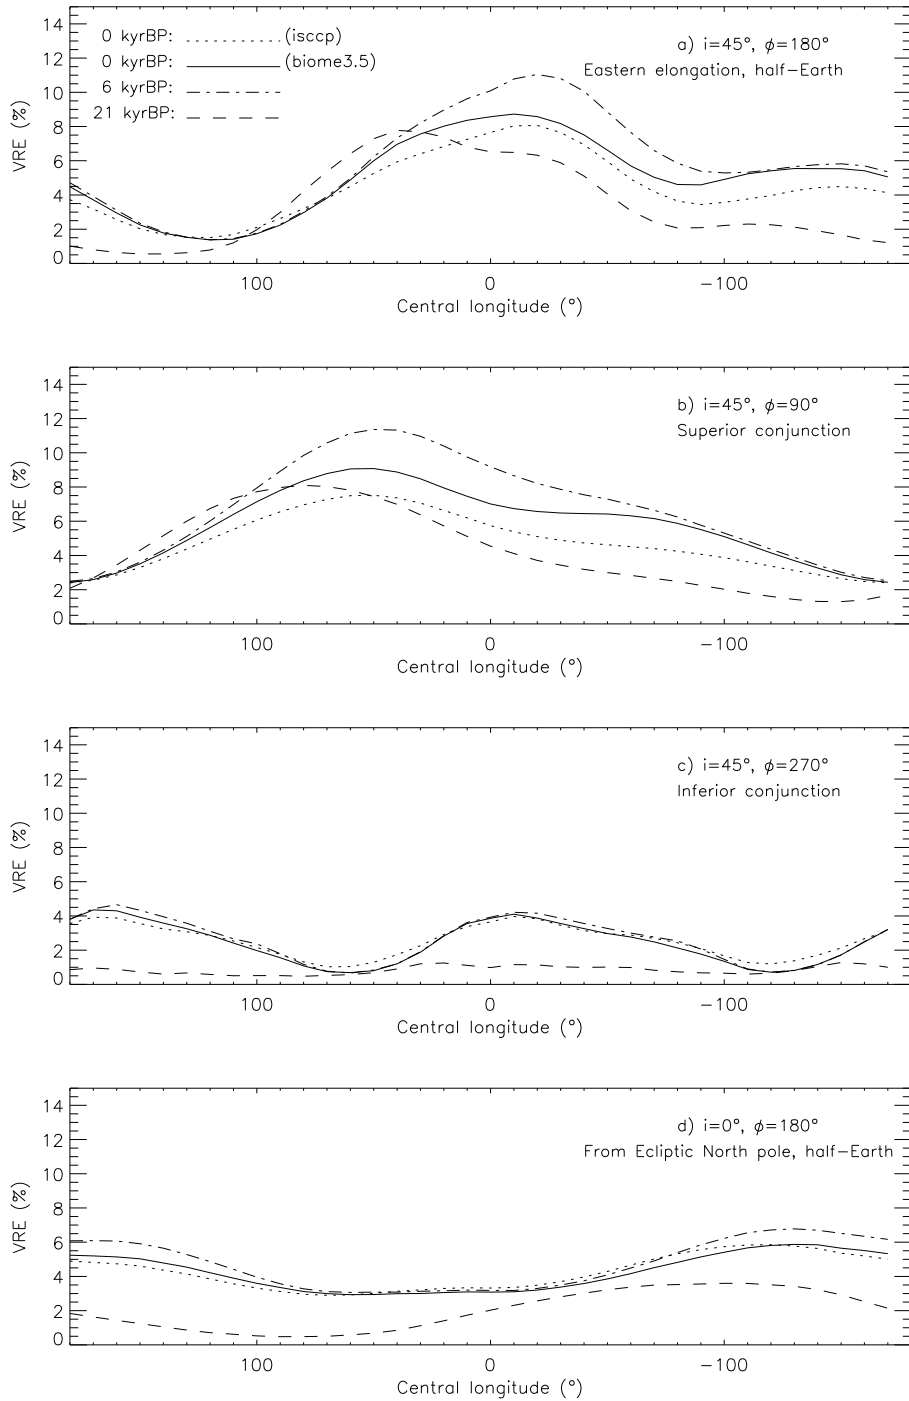 14
12
10
8
6
4
2
0
VRE (%)
0 kyrBP: (isccp)
0 kyrBP: (biome3.5)
6 kyrBP:
21 kyrBP:
a) i=45°, ϕ=180°
Eastern elongation, half-Earth
100 0 -100
Central longitude (°)
14
12
10
8
6
4
2
0
VRE (%)
b) i=45°, ϕ=90°
Superior conjunction
100 0 -100
Central longitude (°)
14
12
10
8
6
4
2
0
VRE (%)
c) i=45°, ϕ=270°
Inferior conjunction
100 0 -100
Central longitude (°)
14
12
10
8
6
4
2
0
VRE (%)
d) i=0°, ϕ=180°
From Ecliptic North pole, half-Earth
100 0 -100
Central longitude (°)